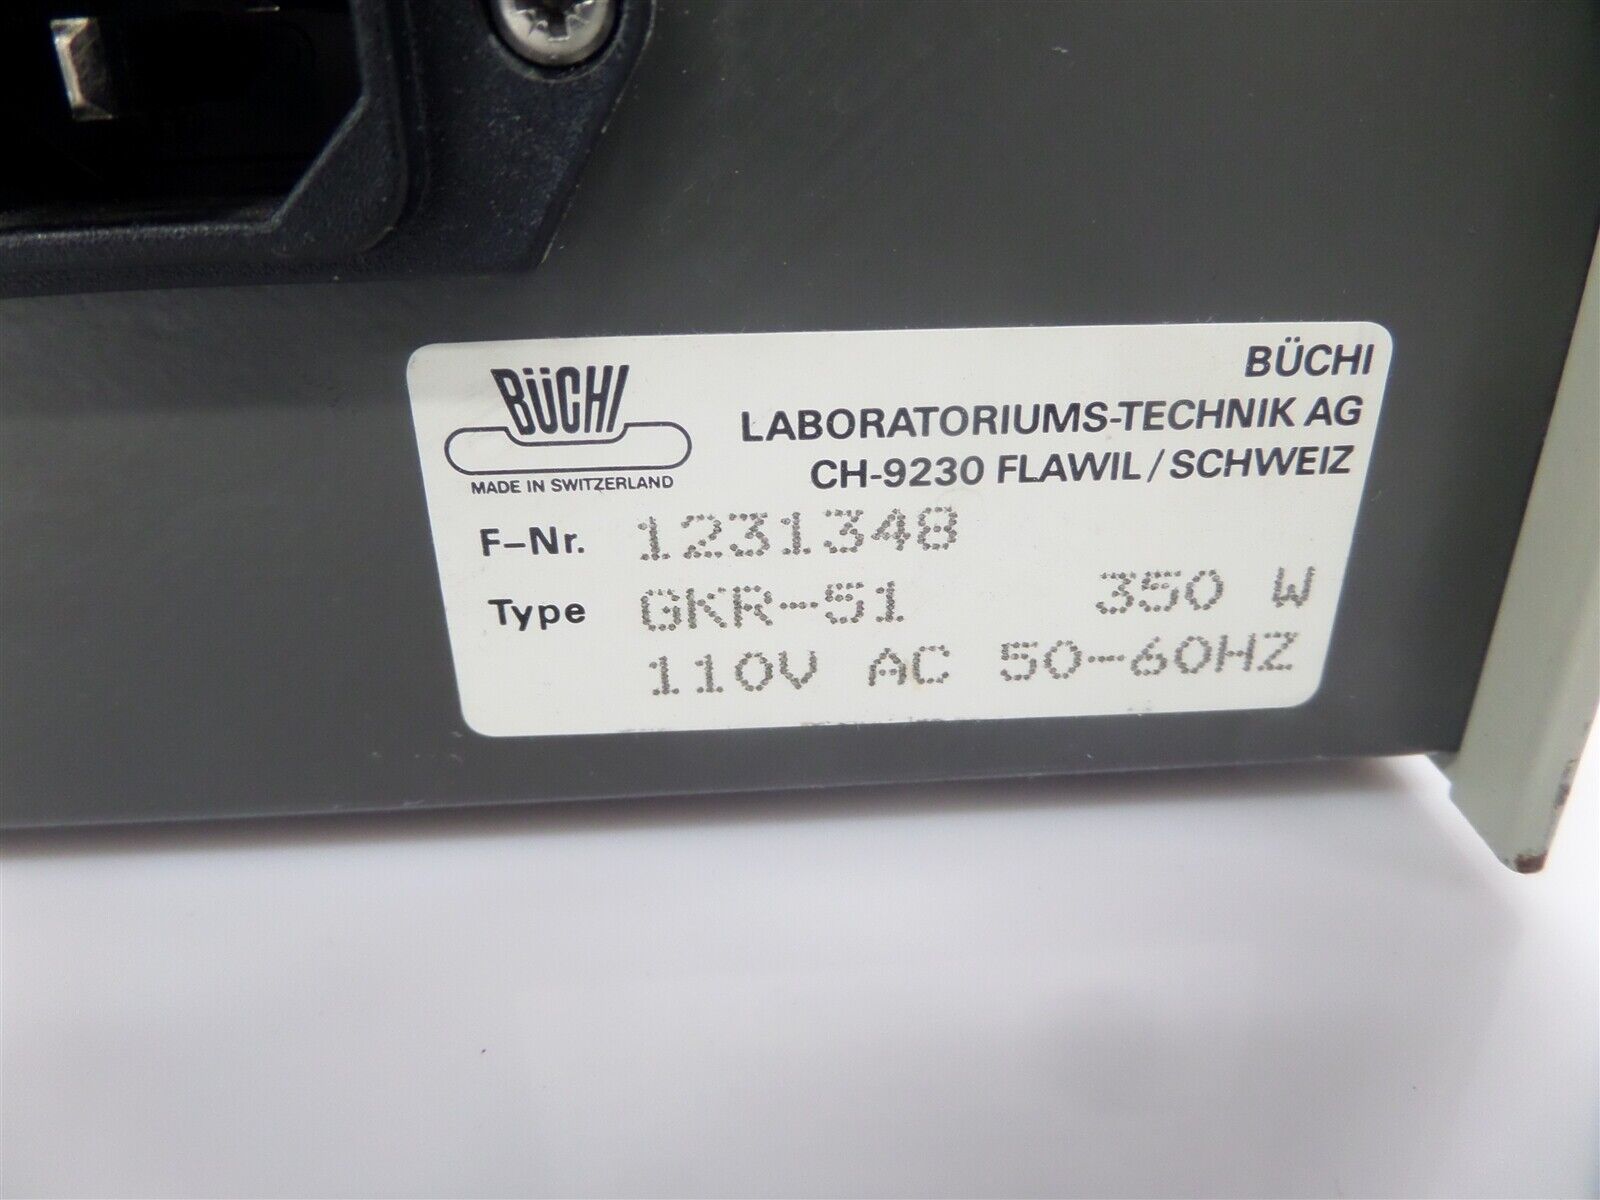 BÜCHI
MADE IN SWITZERLAND
BÜCHI
LABORATORIUMS-TECHNIK AG
CH-9230 FLAWIL/SCHWEIZ
F-Nr. 1231348
Type GKR-51 350 W
110V AC 50-60HZ